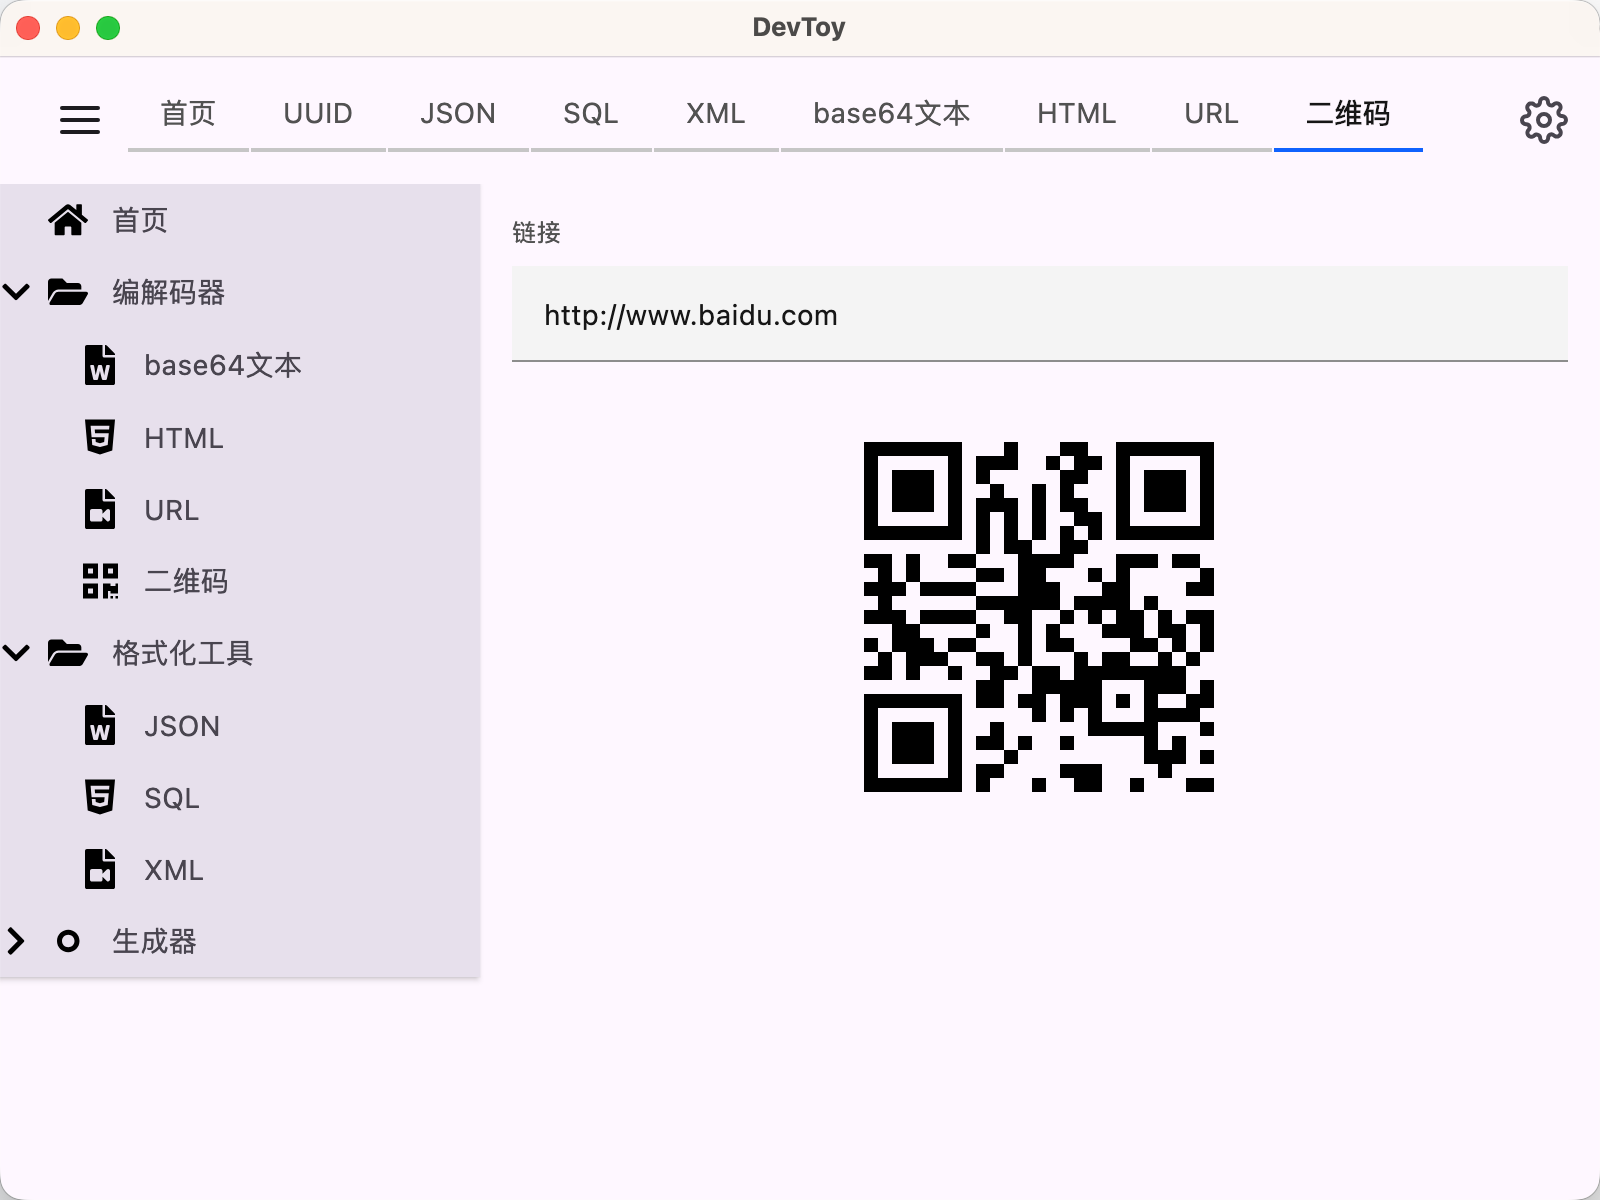 DevToy
首页 UUID JSON SQL XML base64文本 HTML URL 二维码
首页
编解码器
base64文本
HTML
URL
二维码
格式化工具
JSON
SQL
XML
生成器
链接
http://www.baidu.com